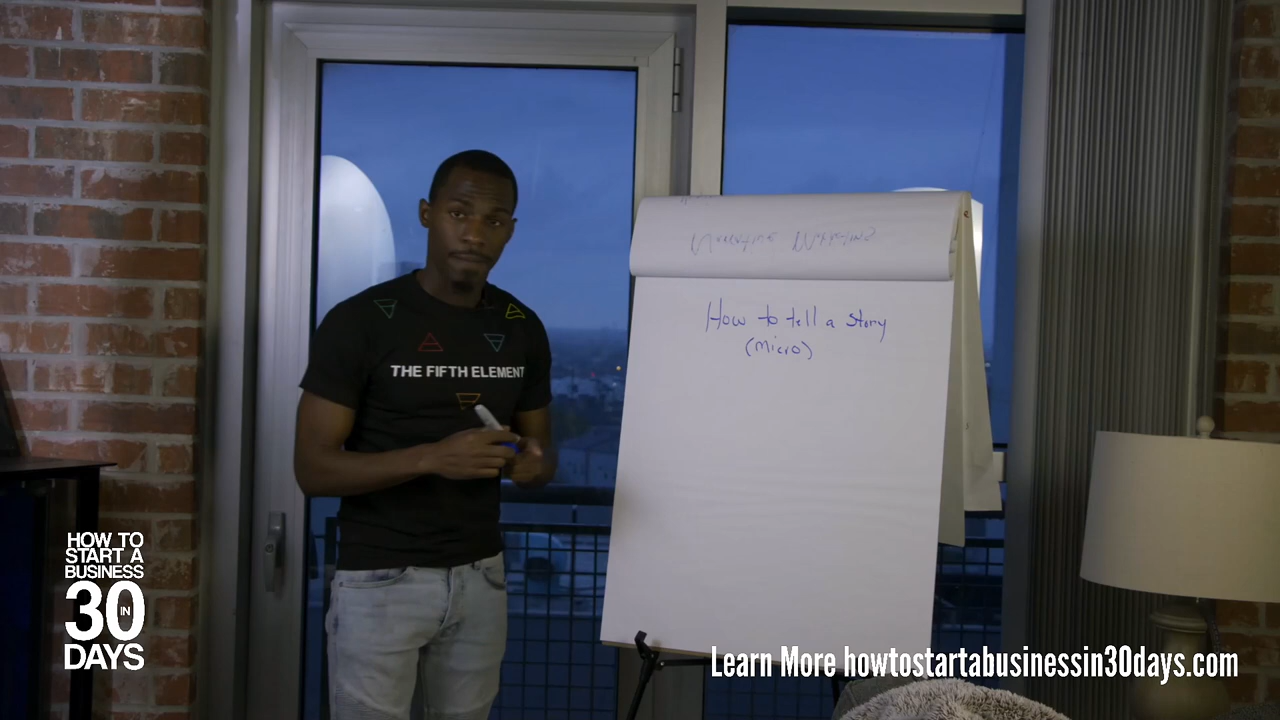 How to tell a Story
(Micro)
THE FIFTH ELEMENT
HOW TO
START A
BUSINESS
30 IN
DAYS
Learn More howtostartabusinessin30days.com